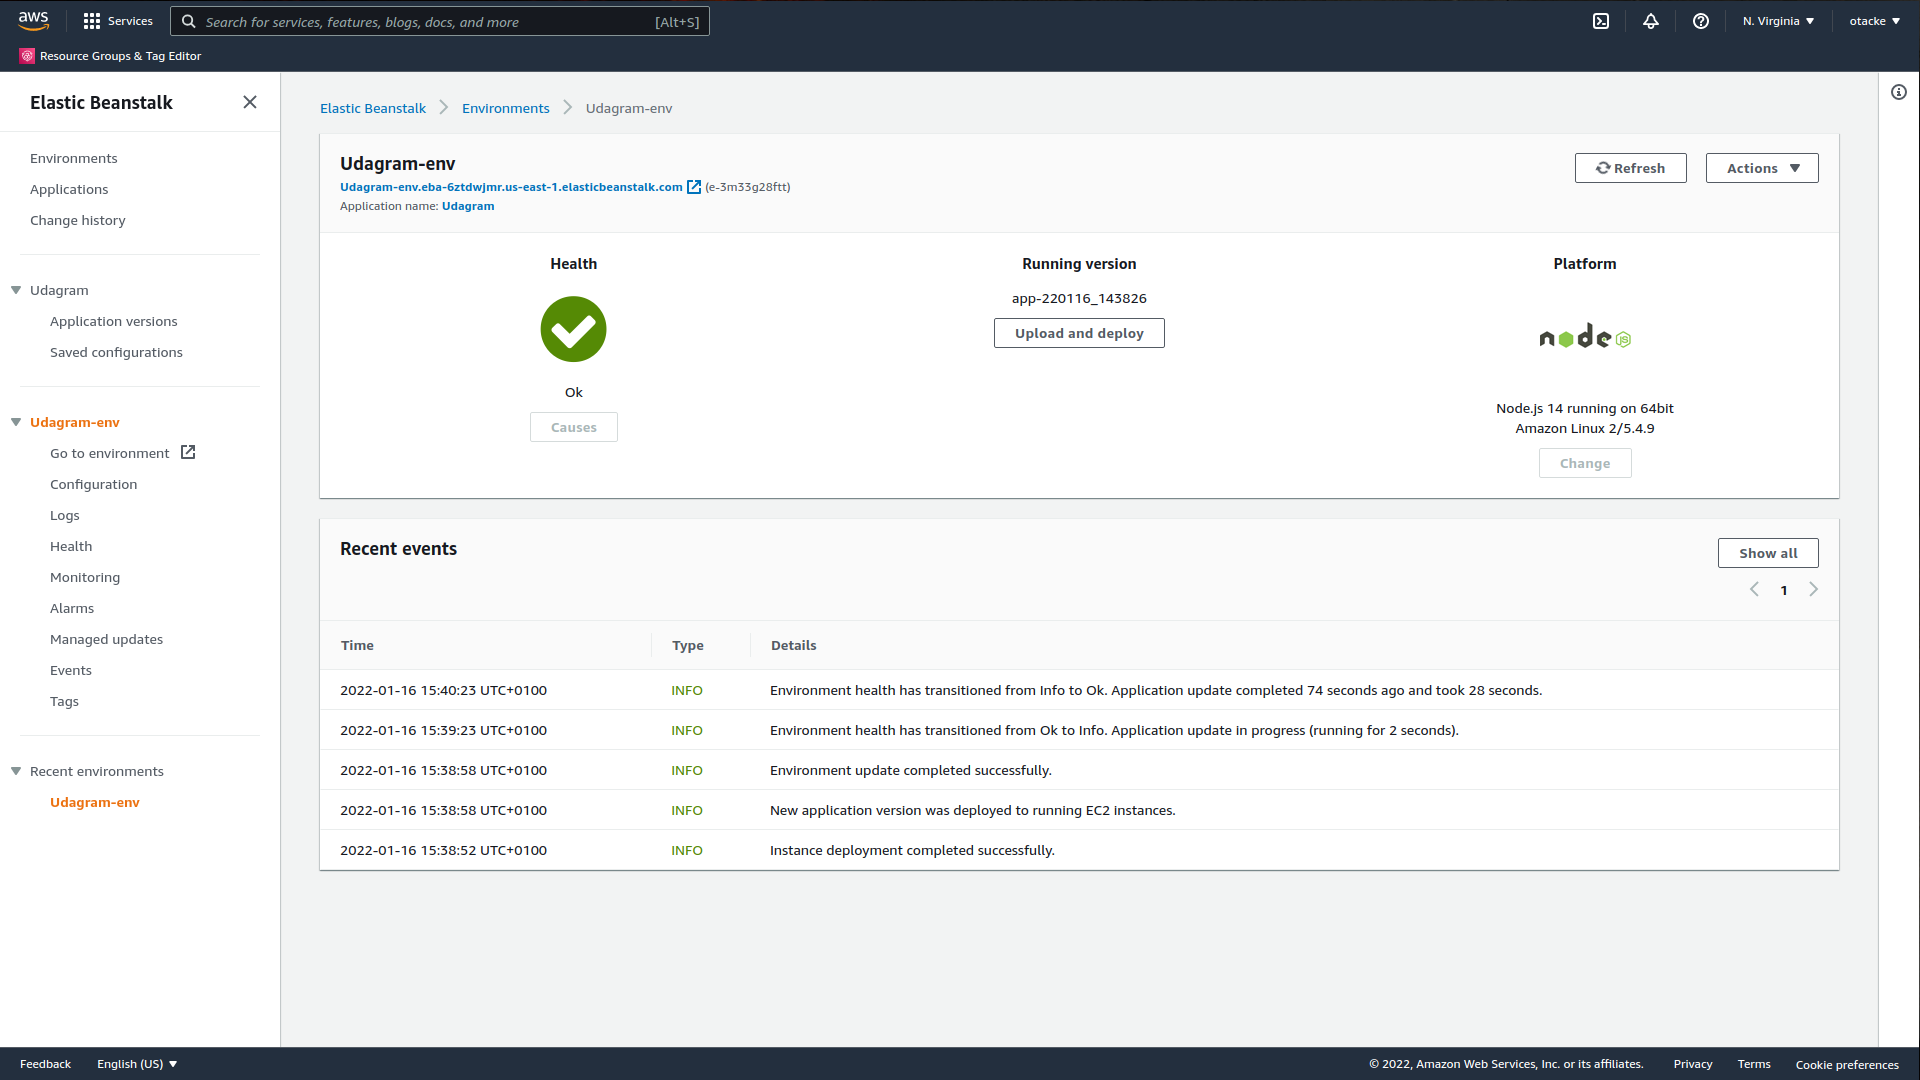 aws
Services
Search for services, features, blogs, docs, and more [Alt+S]
N. Virginia
otacke
Resource Groups & Tag Editor
Elastic Beanstalk
Environments
Applications
Change history
Udagram
Application versions
Saved configurations
Udagram-env
Go to environment
Configuration
Logs
Health
Monitoring
Alarms
Managed updates
Events
Tags
Recent environments
Udagram-env
Elastic Beanstalk > Environments > Udagram-env
Udagram-env
Udagram-env.eba-6ztdwjmr.us-east-1.elasticbeanstalk.com (e-3m33g28ftt)
Application name: Udagram
Refresh
Actions
Health
Ok
Causes
Running version
app-220116_143826
Upload and deploy
Platform
node JS
Node.js 14 running on 64bit
Amazon Linux 2/5.4.9
Change
Recent events
Show all
1
Time Type Details
2022-01-16 15:40:23 UTC+0100 INFO Environment health has transitioned from Info to Ok. Application update completed 74 seconds ago and took 28 seconds.
2022-01-16 15:39:23 UTC+0100 INFO Environment health has transitioned from Ok to Info. Application update in progress (running for 2 seconds).
2022-01-16 15:38:58 UTC+0100 INFO Environment update completed successfully.
2022-01-16 15:38:58 UTC+0100 INFO New application version was deployed to running EC2 instances.
2022-01-16 15:38:52 UTC+0100 INFO Instance deployment completed successfully.
Feedback
English (US)
© 2022, Amazon Web Services, Inc. or its affiliates.
Privacy
Terms
Cookie preferences